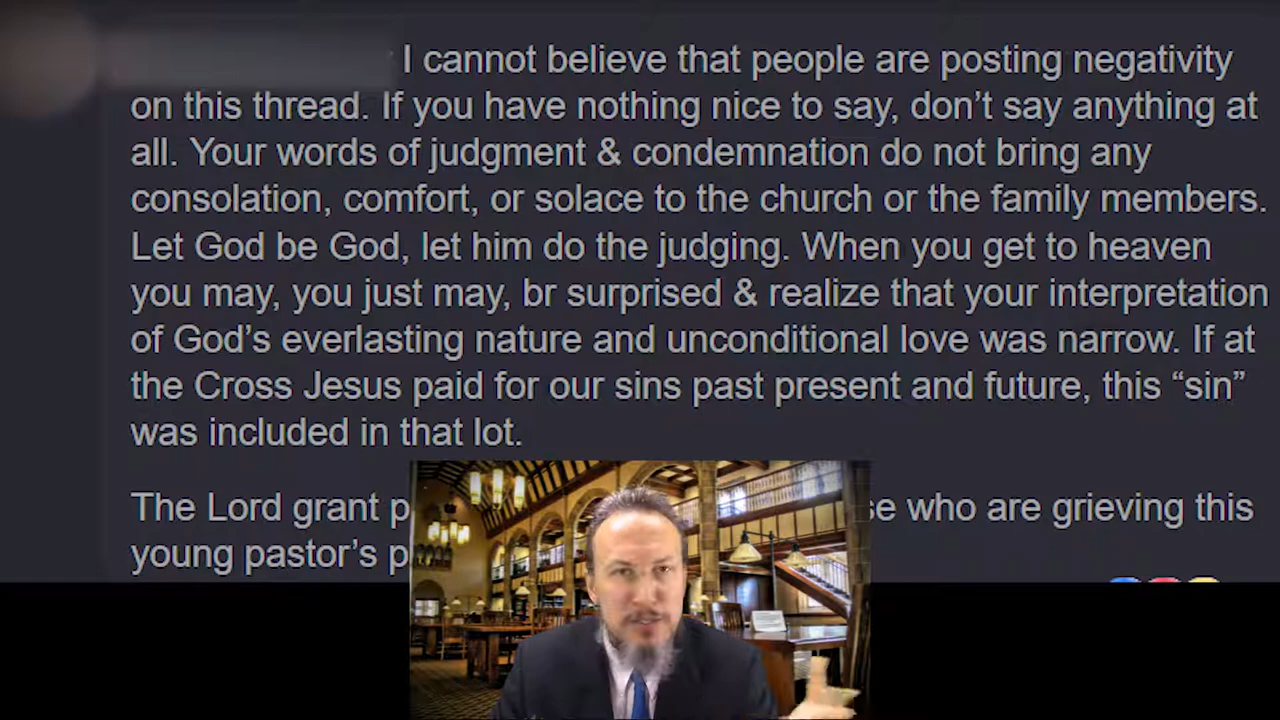 I cannot believe that people are posting negativity
on this thread. If you have nothing nice to say, don’t say anything at
all. Your words of judgment & condemnation do not bring any
consolation, comfort, or solace to the church or the family members.
Let God be God, let him do the judging. When you get to heaven
you may, you just may, br surprised & realize that your interpretation
of God’s everlasting nature and unconditional love was narrow. If at
the Cross Jesus paid for our sins past present and future, this “sin”
was included in that lot.
The Lord grant who are grieving this
young pastor’s